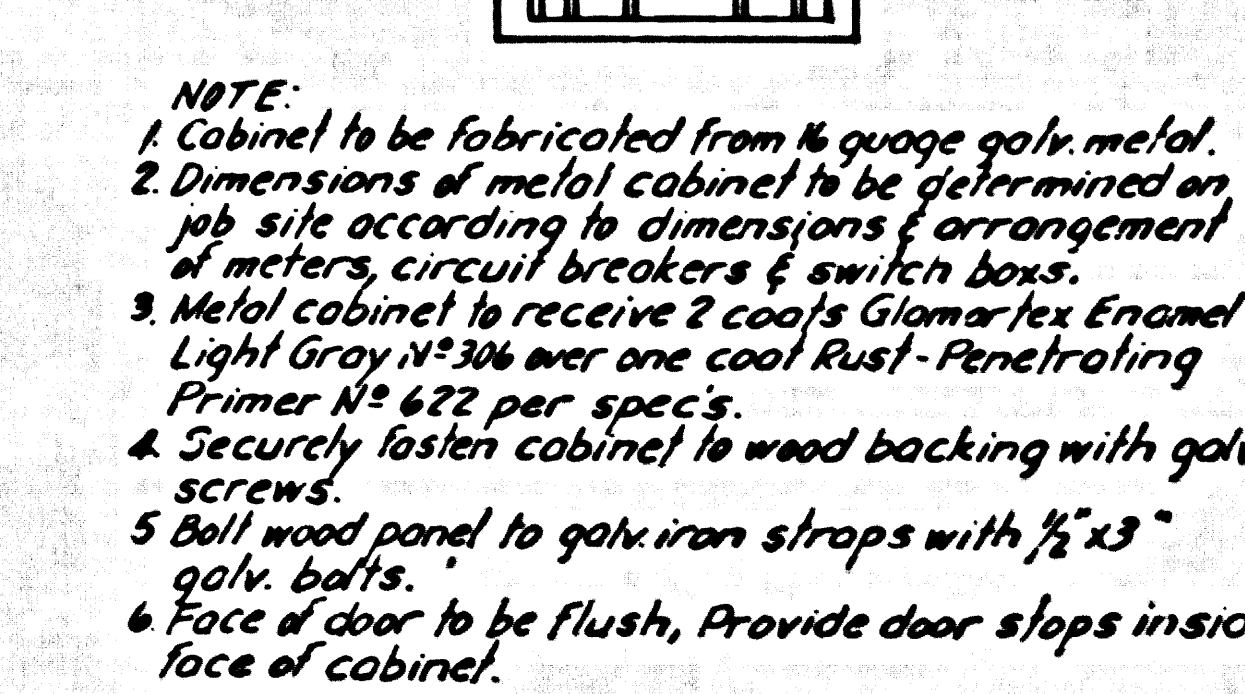 NOTE:
1. Cabinet to be fabricated from 16 guage galv. metal.
2. Dimensions of metal cabinet to be determined on
job site according to dimensions & arrangement
of meters, circuit breakers & switch boxs.
3. Metal cabinet to receive 2 coats Glamortex Enamel
Light Gray Nº 306 over one coat Rust-Penetrating
Primer Nº 622 per spec's.
4 Securely fasten cabinet to wood backing with galv
screws.
5 Bolt wood panel to galv. iron straps with 1/2" x 3"
galv. bolts.
6. Face of door to be flush, Provide door stops insid
face of cabinet.